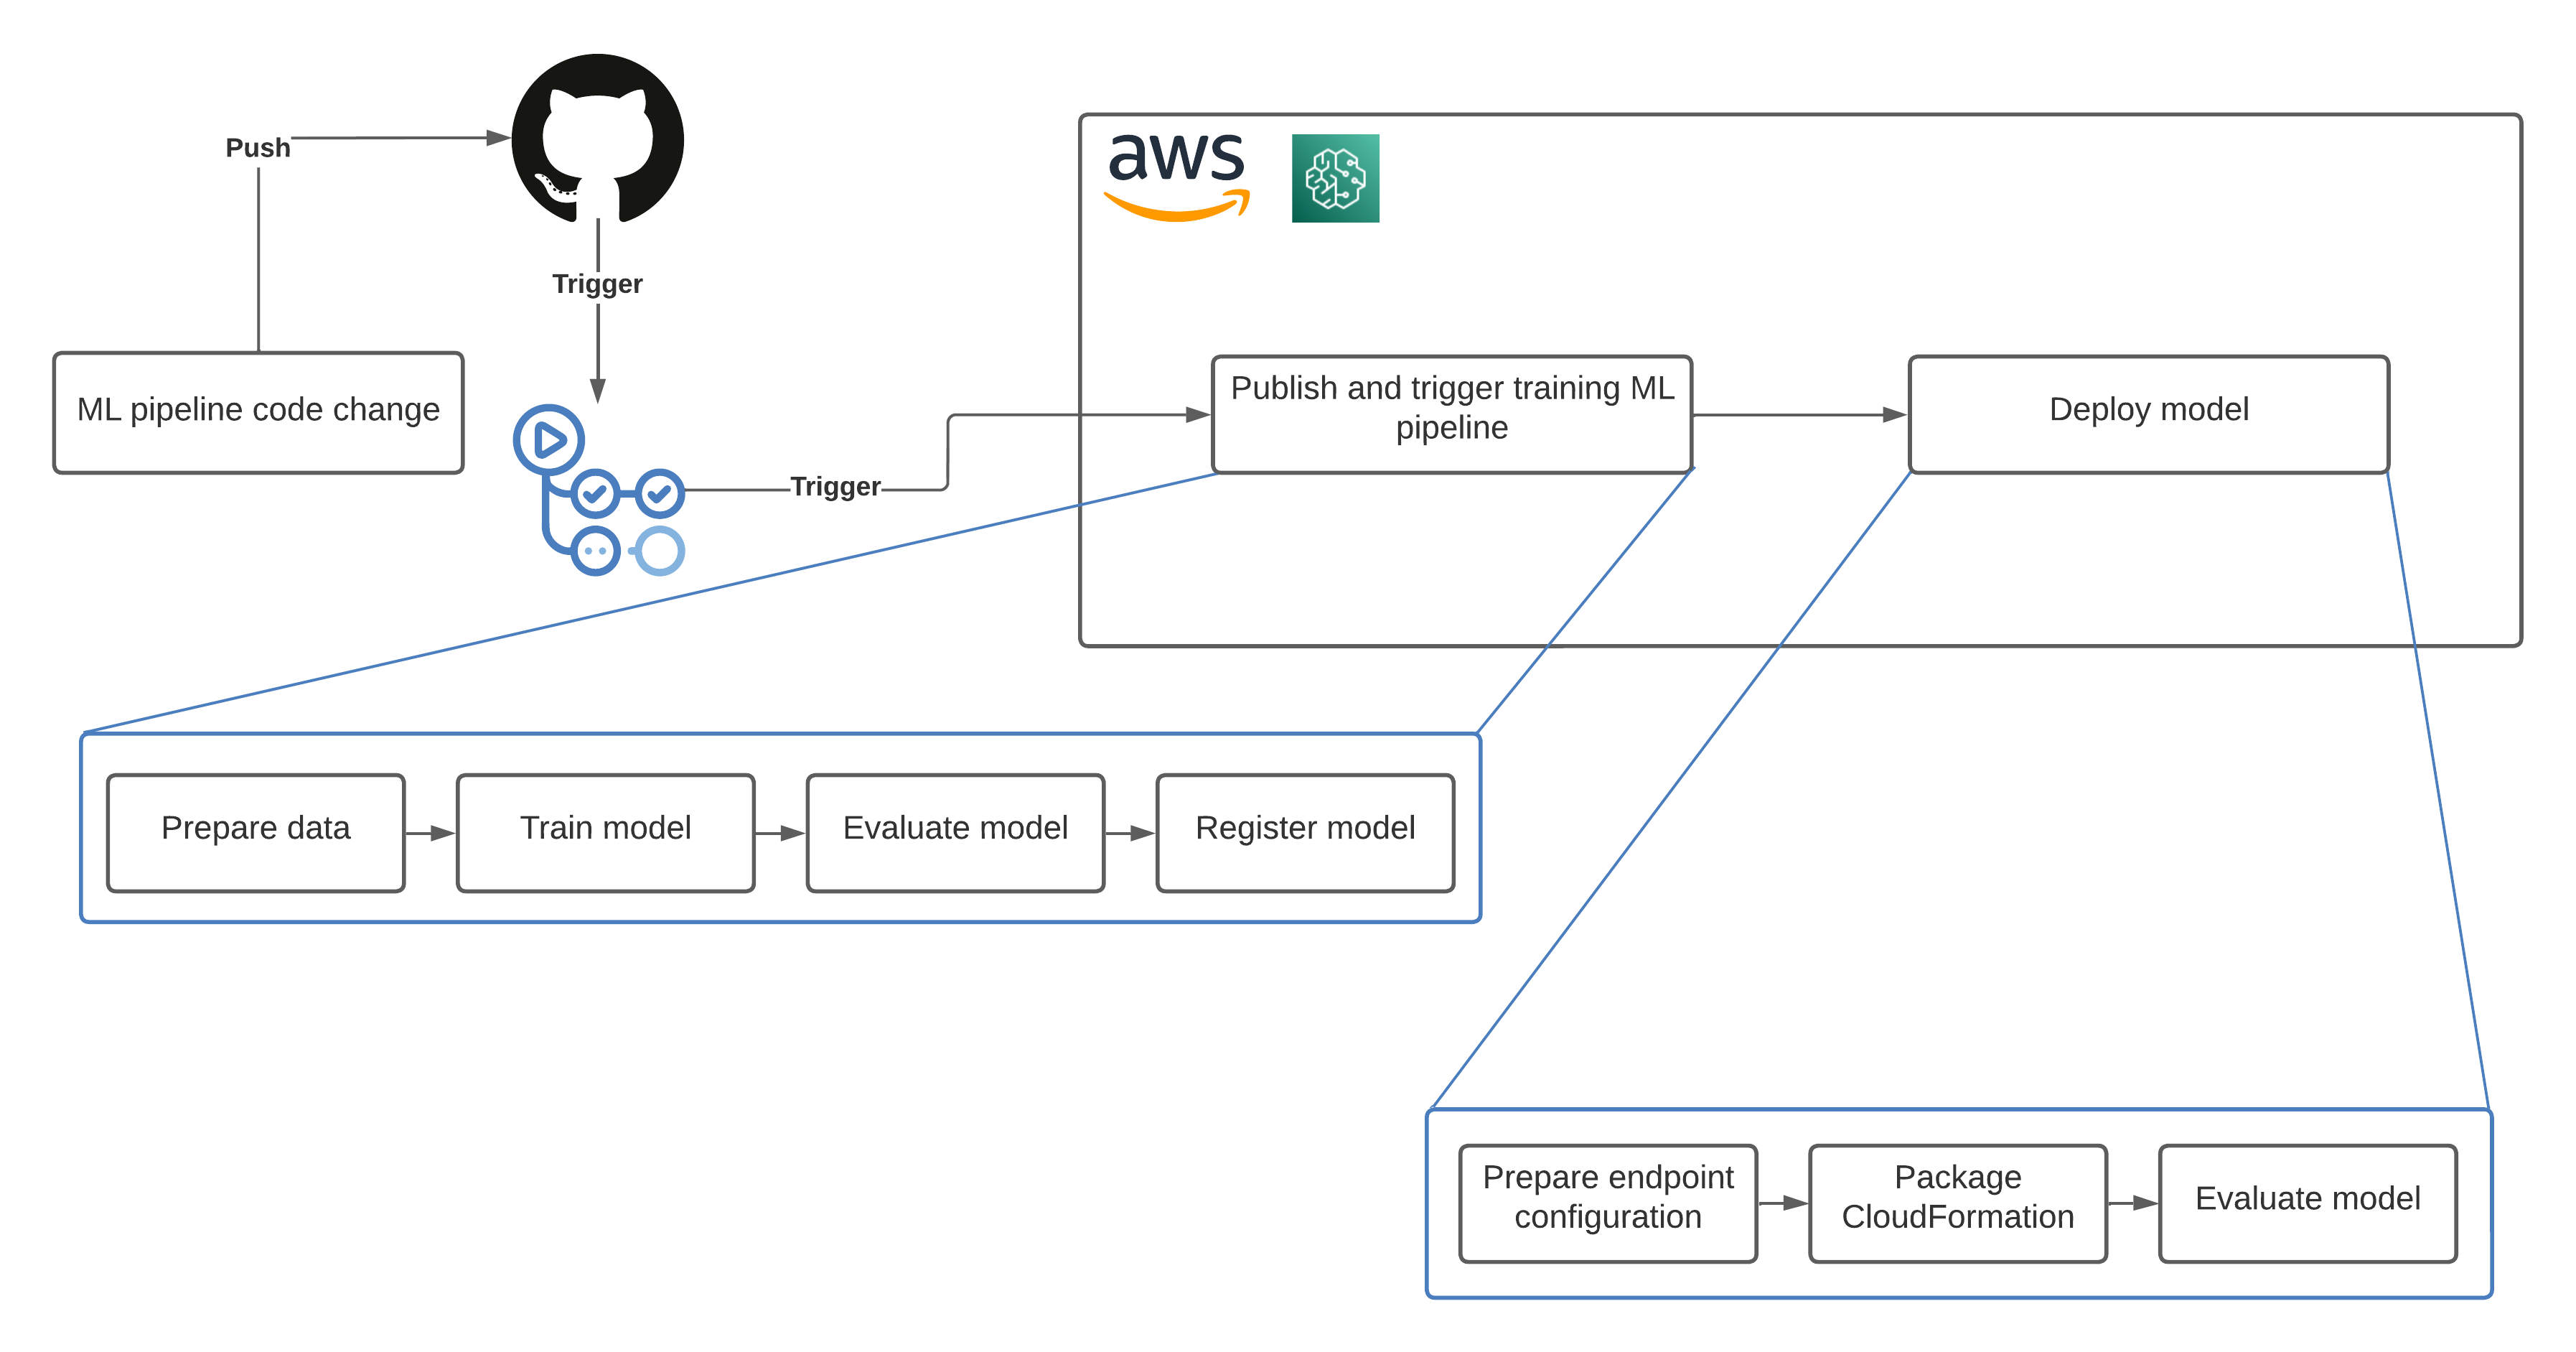 Push
aws
Trigger
ML pipeline code change
Publish and trigger training ML
pipeline
Deploy model
Trigger
Prepare data
Train model
Evaluate model
Register model
Prepare endpoint
configuration
Package
CloudFormation
Evaluate model